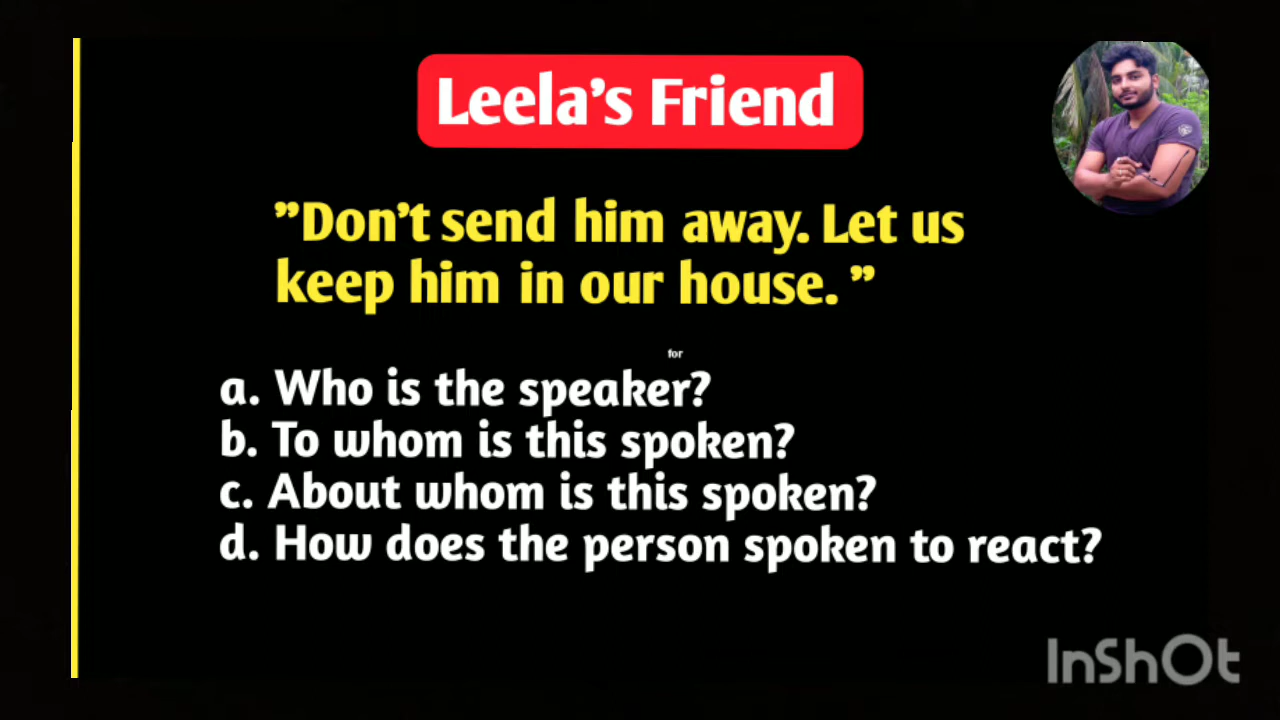 Leela's Friend
”Don't send him away. Let us
keep him in our house. ”
for
a. Who is the speaker?
b. To whom is this spoken?
c. About whom is this spoken?
d. How does the person spoken to react?
InShOt